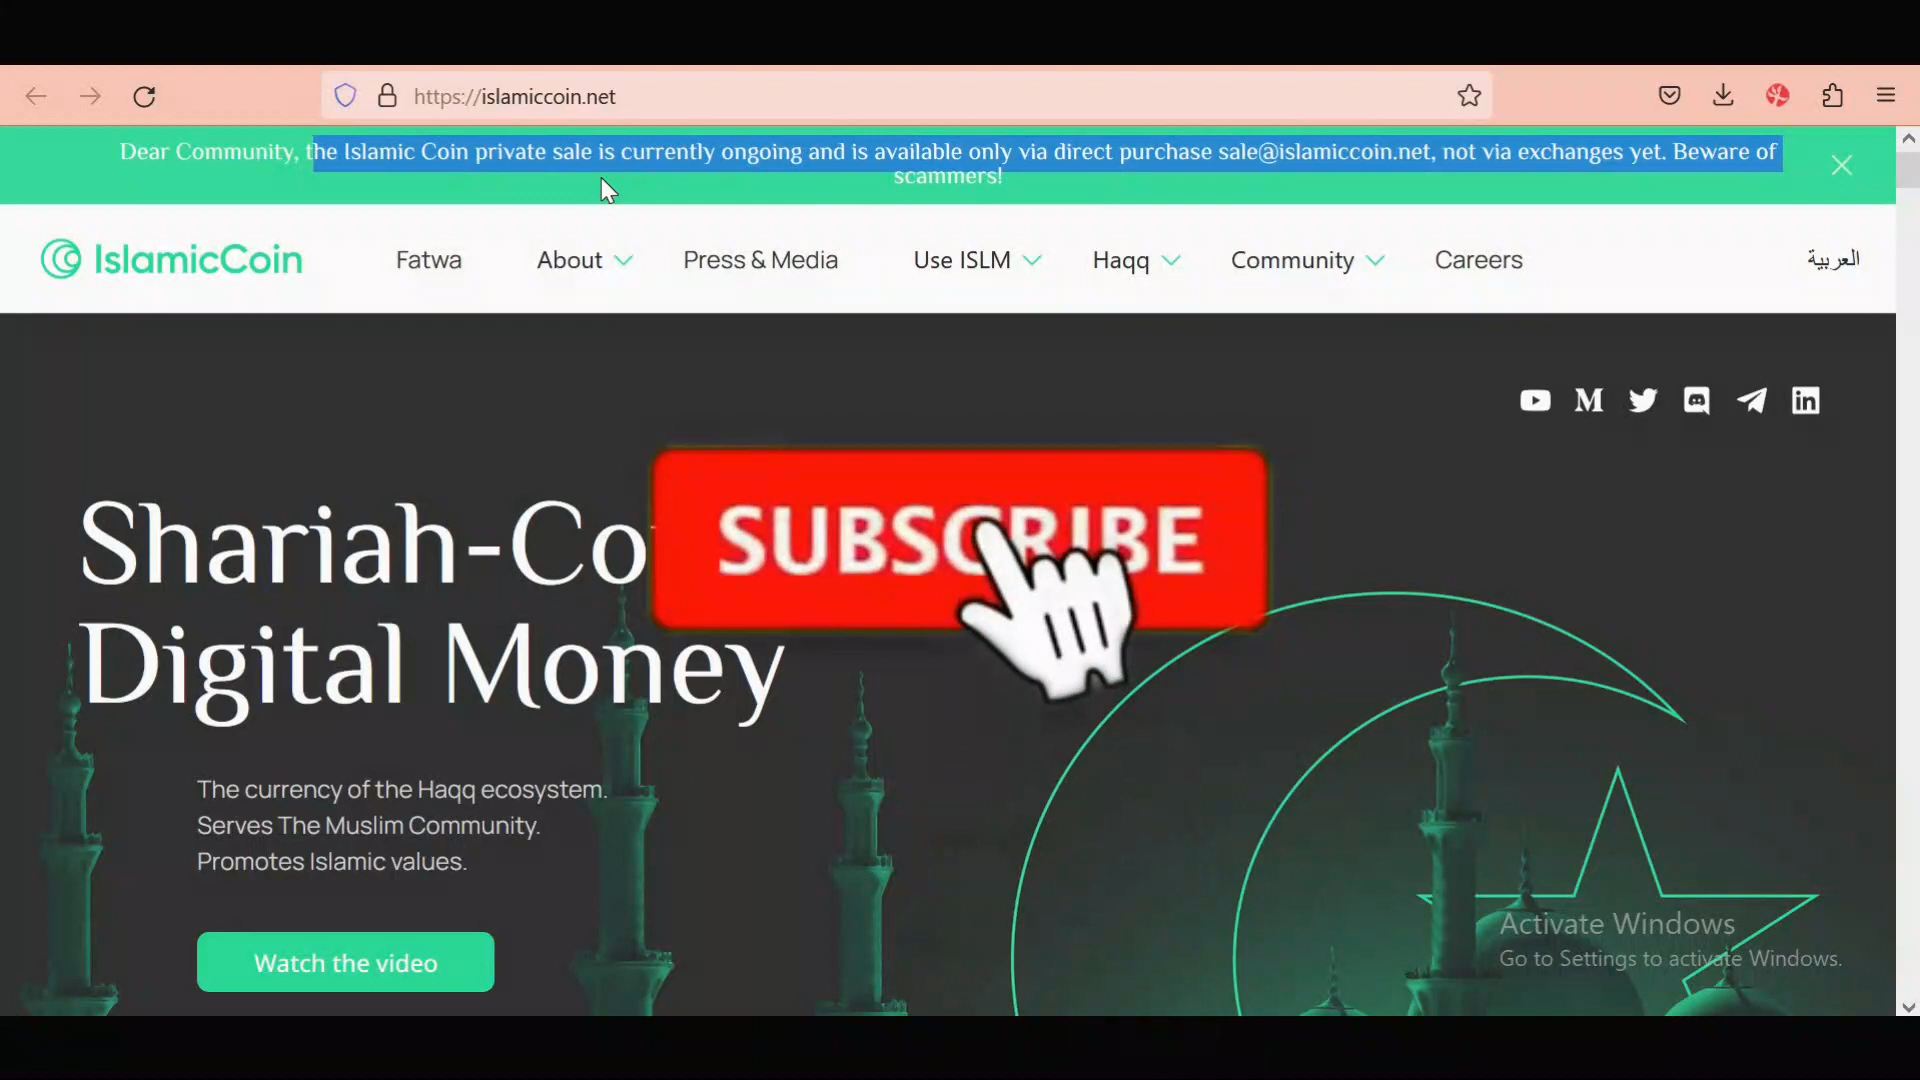 https://islamiccoin.net
Dear Community, the Islamic Coin private sale is currently ongoing and is available only via direct purchase sale@islamiccoin.net, not via exchanges yet. Beware of
scammers!
IslamicCoin
Fatwa
About
Press & Media
Use ISLM
Haqq
Community
Careers
العربية
Shariah-Co
SUBSCRIBE
Digital Money
The currency of the Haqq ecosystem.
Serves The Muslim Community.
Promotes Islamic values.
Watch the video
Activate Windows
Go to Settings to activate Windows.